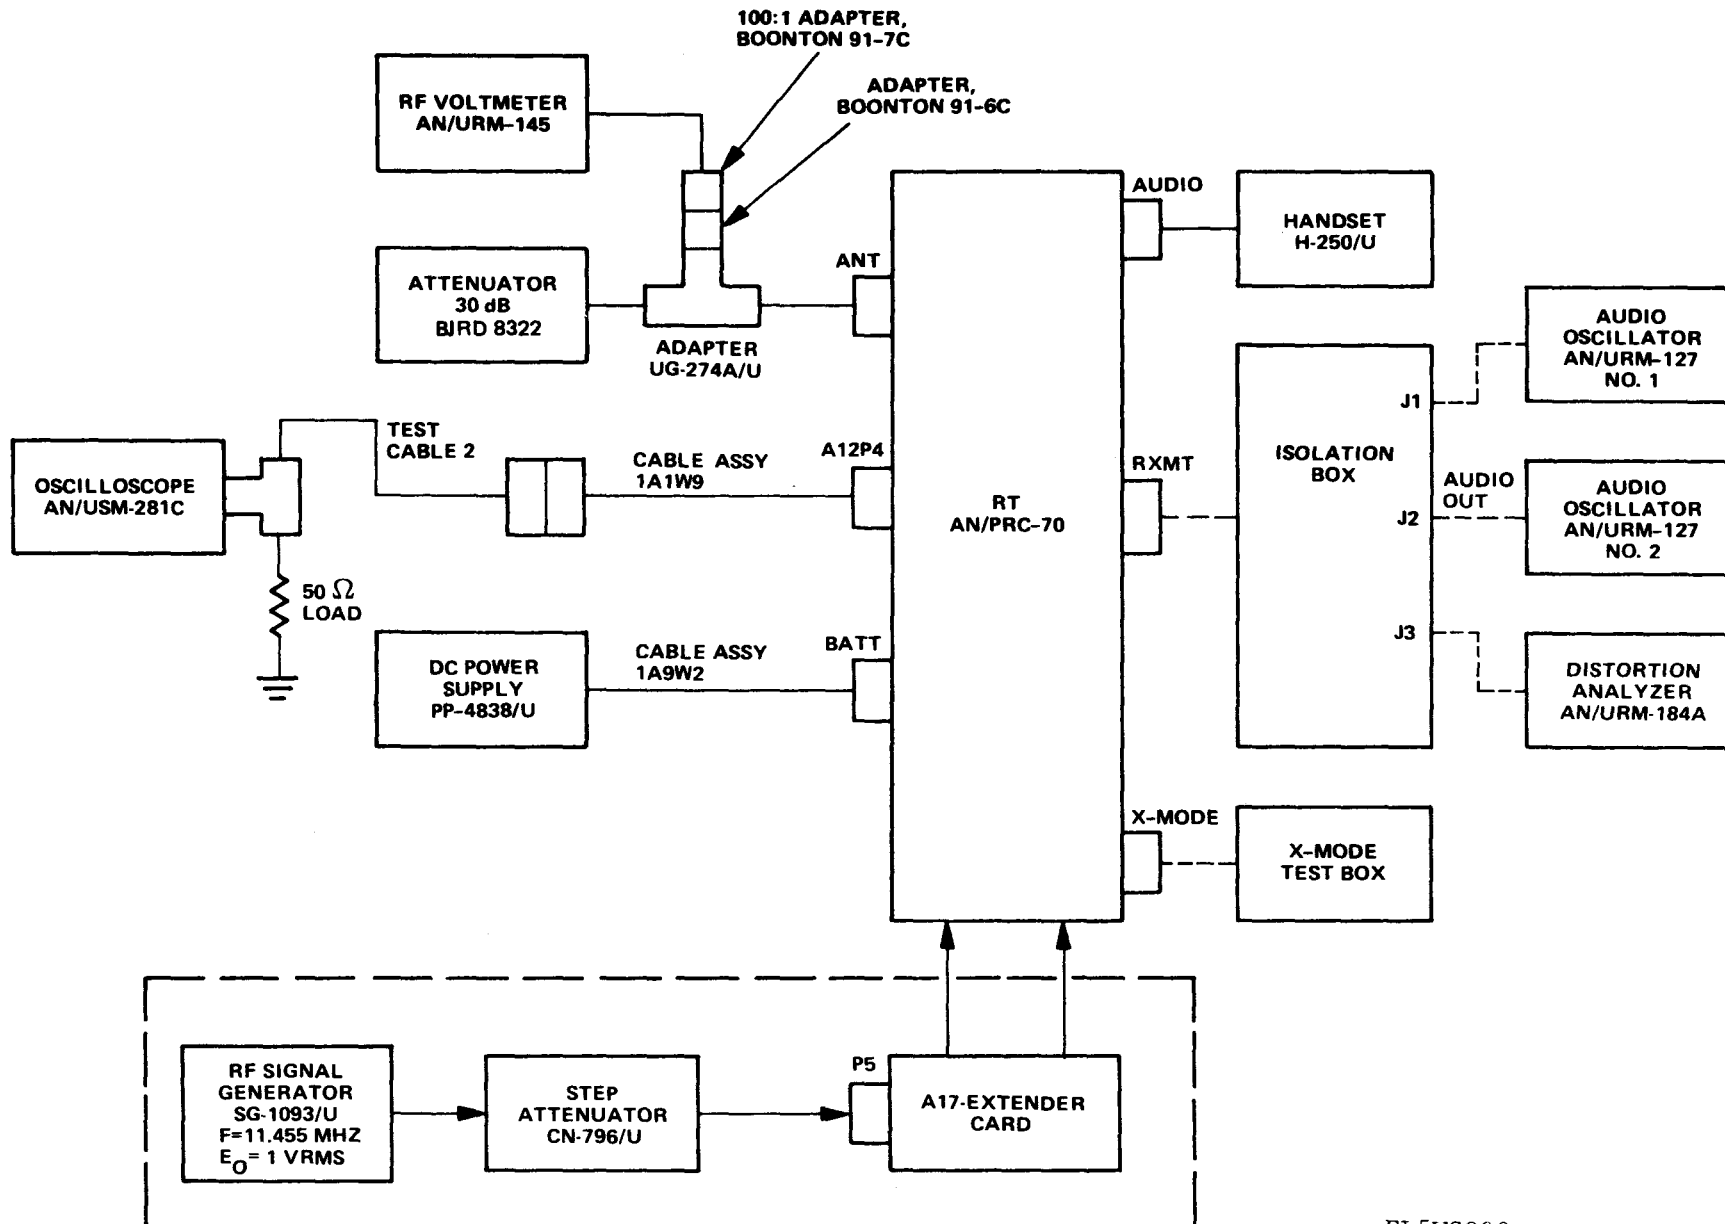 100:1 ADAPTER,
BOONTON 91-7C
ADAPTER,
BOONTON 91-6C
RF VOLTMETER
AN/URM-145
ATTENUATOR
30 dB
BIRD 8322
ADAPTER
UG-274A/U
ANT
AUDIO
HANDSET
H-250/U
OSCILLOSCOPE
AN/USM-281C
TEST
CABLE 2
CABLE ASSY
1A1W9
A12P4
50 Ω
LOAD
DC POWER
SUPPLY
PP-4838/U
CABLE ASSY
1A9W2
BATT
RT
AN/PRC-70
RXMT
ISOLATION
BOX
J1
J2
J3
AUDIO
OUT
AUDIO
OSCILLATOR
AN/URM-127
NO. 1
AUDIO
OSCILLATOR
AN/URM-127
NO. 2
DISTORTION
ANALYZER
AN/URM-184A
X-MODE
X-MODE
TEST BOX
RF SIGNAL
GENERATOR
SG-1093/U
F=11.455 MHZ
EO= 1 VRMS
STEP
ATTENUATOR
CN-796/U
P5
A17-EXTENDER
CARD